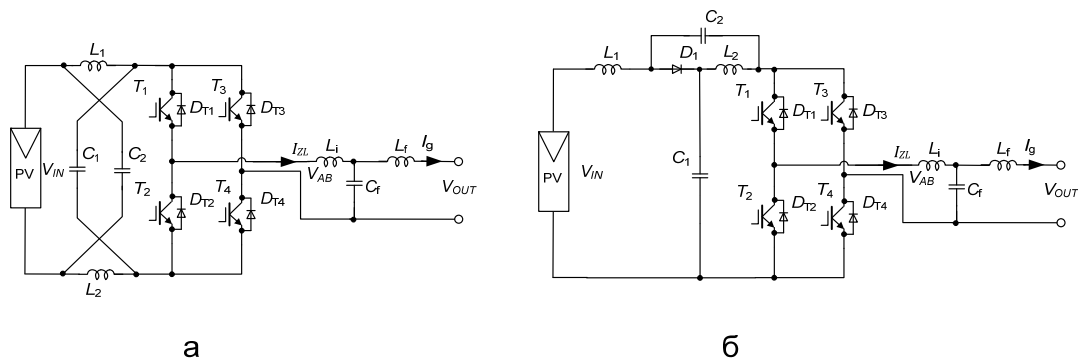 L1
T1
T3
DT1
DT3
PV
VIN
C1
C2
IZL
Li
Lf
Ig
VAB
Cf
VOUT
T2
T4
DT2
DT4
L2
а
C2
L1
D1
L2
T1
T3
DT1
DT3
PV
VIN
C1
IZL
Li
Lf
Ig
VAB
Cf
VOUT
T2
T4
DT2
DT4
б